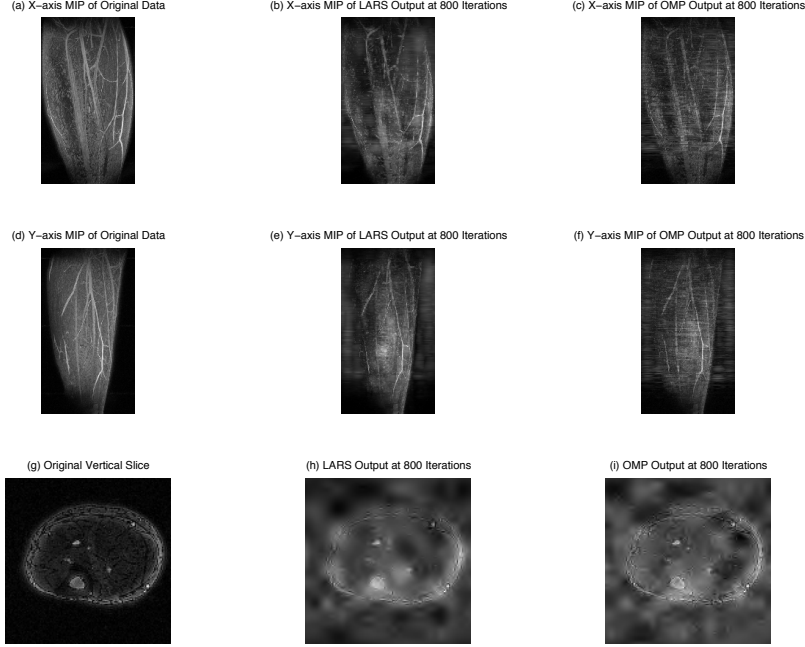 (a) X−axis MIP of Original Data
(b) X−axis MIP of LARS Output at 800 Iterations
(c) X−axis MIP of OMP Output at 800 Iterations
(d) Y−axis MIP of Original Data
(e) Y−axis MIP of LARS Output at 800 Iterations
(f) Y−axis MIP of OMP Output at 800 Iterations
(g) Original Vertical Slice
(h) LARS Output at 800 Iterations
(i) OMP Output at 800 Iterations